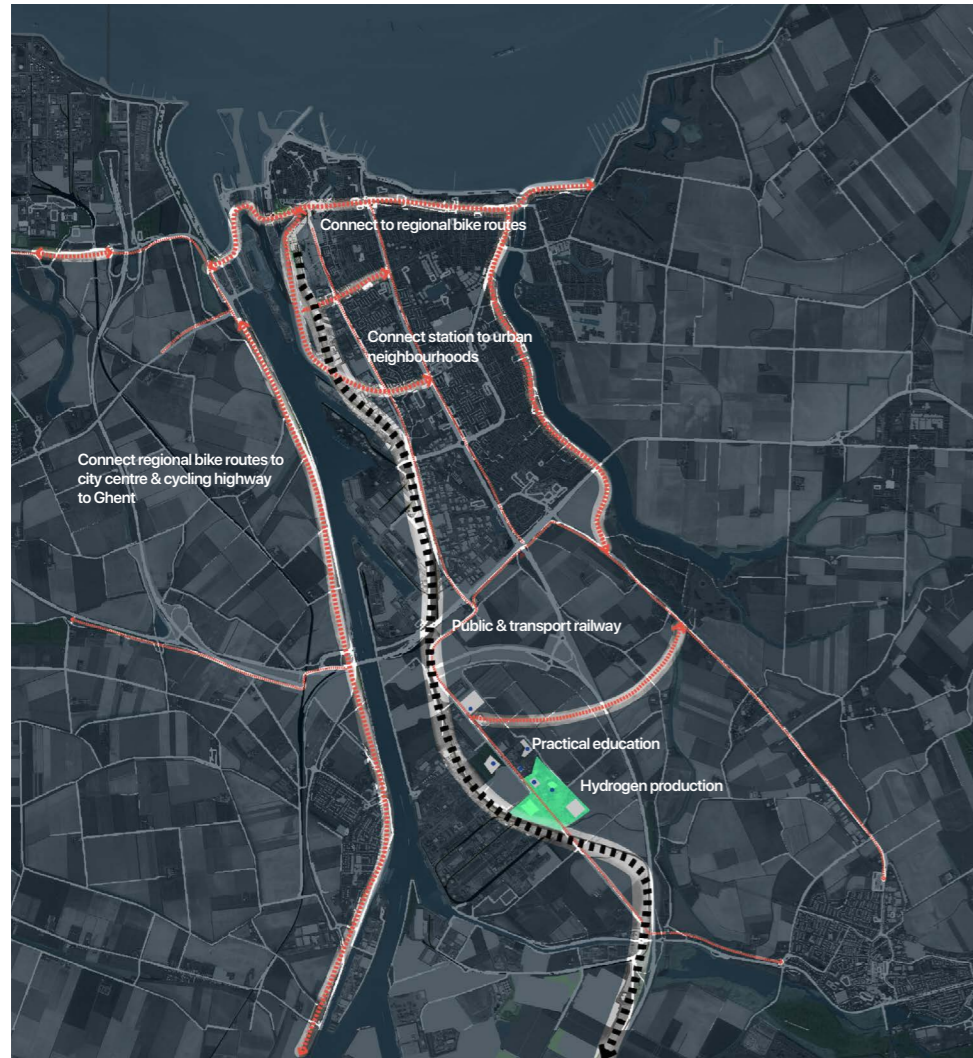 Connect to regional bike routes
Connect station to urban
neighbourhoods
Connect regional bike routes to
city centre & cycling highway
to Ghent
Public & transport railway
Practical education
Hydrogen production